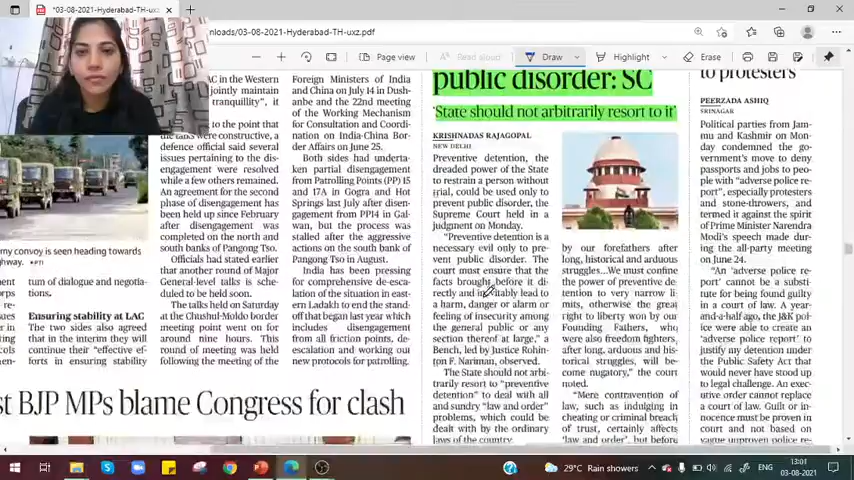 *03-08-2021-Hyderabad-TH-uxz.pdf
nloads/03-08-2021-Hyderabad-TH-uxz.pdf
Page view
Read aloud
Draw
Highlight
Erase
AC in the Western
jointly maintain
tranquillity", it
to the point that
the talks were constructive, a
defence official said several
issues pertaining to the
disengagement were resolved
while a few others remained.
An agreement for the second
phase of disengagement has
been held up since February
after disengagement was
completed on the north and
south banks of Pangong Tso.
Officials had stated earlier
that another round of Major
General-level talks is sched-
uled to be held soon.
The talks on Saturday
at the Chushul-Moldo border
meeting point went on for
around nine hours. This
round of meeting was held
following the meeting of the
my convoy is seen heading towards
hway. •PTI
tum of dialogue and negotia-
tions.
Ensuring stability at LAC
The two sides also agreed
that in the interim they will
continue their "effective ef-
forts in ensuring stability
Foreign Ministers of India
and China on July 14 in Dush-
anbe and the 22nd meeting
of the Working Mechanism
for Consultation and Coordi-
nation on India-China Bor-
der Affairs on June 25.
Both sides had underta-
ken partial disengagement
from Patrolling Points (PP) 15
and 17A in Gogra and Hot
Springs last July after disen-
gagement from PP14 in Gal-
wan, but the process was
stalled after the aggressive
actions on the south bank of
Pangong Tso in August.
India has been pressing
for comprehensive de-esca-
lation of the situation in east-
ern Ladakh to end the stand-
off that began last year which
includes disengagement
from all friction points, de-
escalation and working out
new protocols for patrolling.
st BJP MPs blame Congress for clash
public disorder: SC
'State should not arbitrarily resort to it'
KRISHNADAS RAJAGOPAL
NEW DELHI
Preventive detention, the
dreaded power of the State
to restrain a person without
trial, could be used only to
prevent public disorder, the
Supreme Court held in a
judgment on Monday.
"Preventive detention is a
necessary evil only to pre-
vent public disorder. The
court must ensure that the
facts brought before it di-
rectly and inevitably lead to
a harm, danger or alarm or
feeling of insecurity among
the general public or any
section thereof at large," a
Bench, led by Justice Rohin-
ton F. Nariman, observed.
The State should not arbi-
trarily resort to "preventive
detention" to deal with all
and sundry "law and order"
problems, which could be
dealt with by the ordinary
laws of the country.
by our forefathers after
long, historical and arduous
struggles...We must confine
the power of preventive de-
tention to very narrow li-
mits, otherwise the great
right to liberty won by our
Founding Fathers, who
were also freedom fighters,
after long, arduous and his-
torical struggles, will be-
come nugatory," the court
noted.
"Mere contravention of
law, such as indulging in
cheating or criminal breach
of trust, certainly affects
'law and order', but before
to protesters
PEERZADA ASHIQ
SRINAGAR
Political parties from Jam-
mu and Kashmir on Mon-
day condemned the go-
vernment's move to deny
passports and jobs to peo-
ple with "adverse police re-
port", especially protesters
and stone-throwers, and
termed it against the spirit
of Prime Minister Narendra
Modi's speech made dur-
ing the all-party meeting
on June 24.
"An 'adverse police re-
port' cannot be a substi-
tute for being found guilty
in a court of law. A year-
and-a-half ago, the J&K pol-
ice were able to create an
'adverse police report' to
justify my detention under
the Public Safety Act that
would never have stood up
to legal challenge. An exec-
utive order cannot replace
a court of law. Guilt or in-
nocence must be proven in
court and not based on
vague unproven police re-
29°C Rain showers
ENG
13:01
03-08-2021